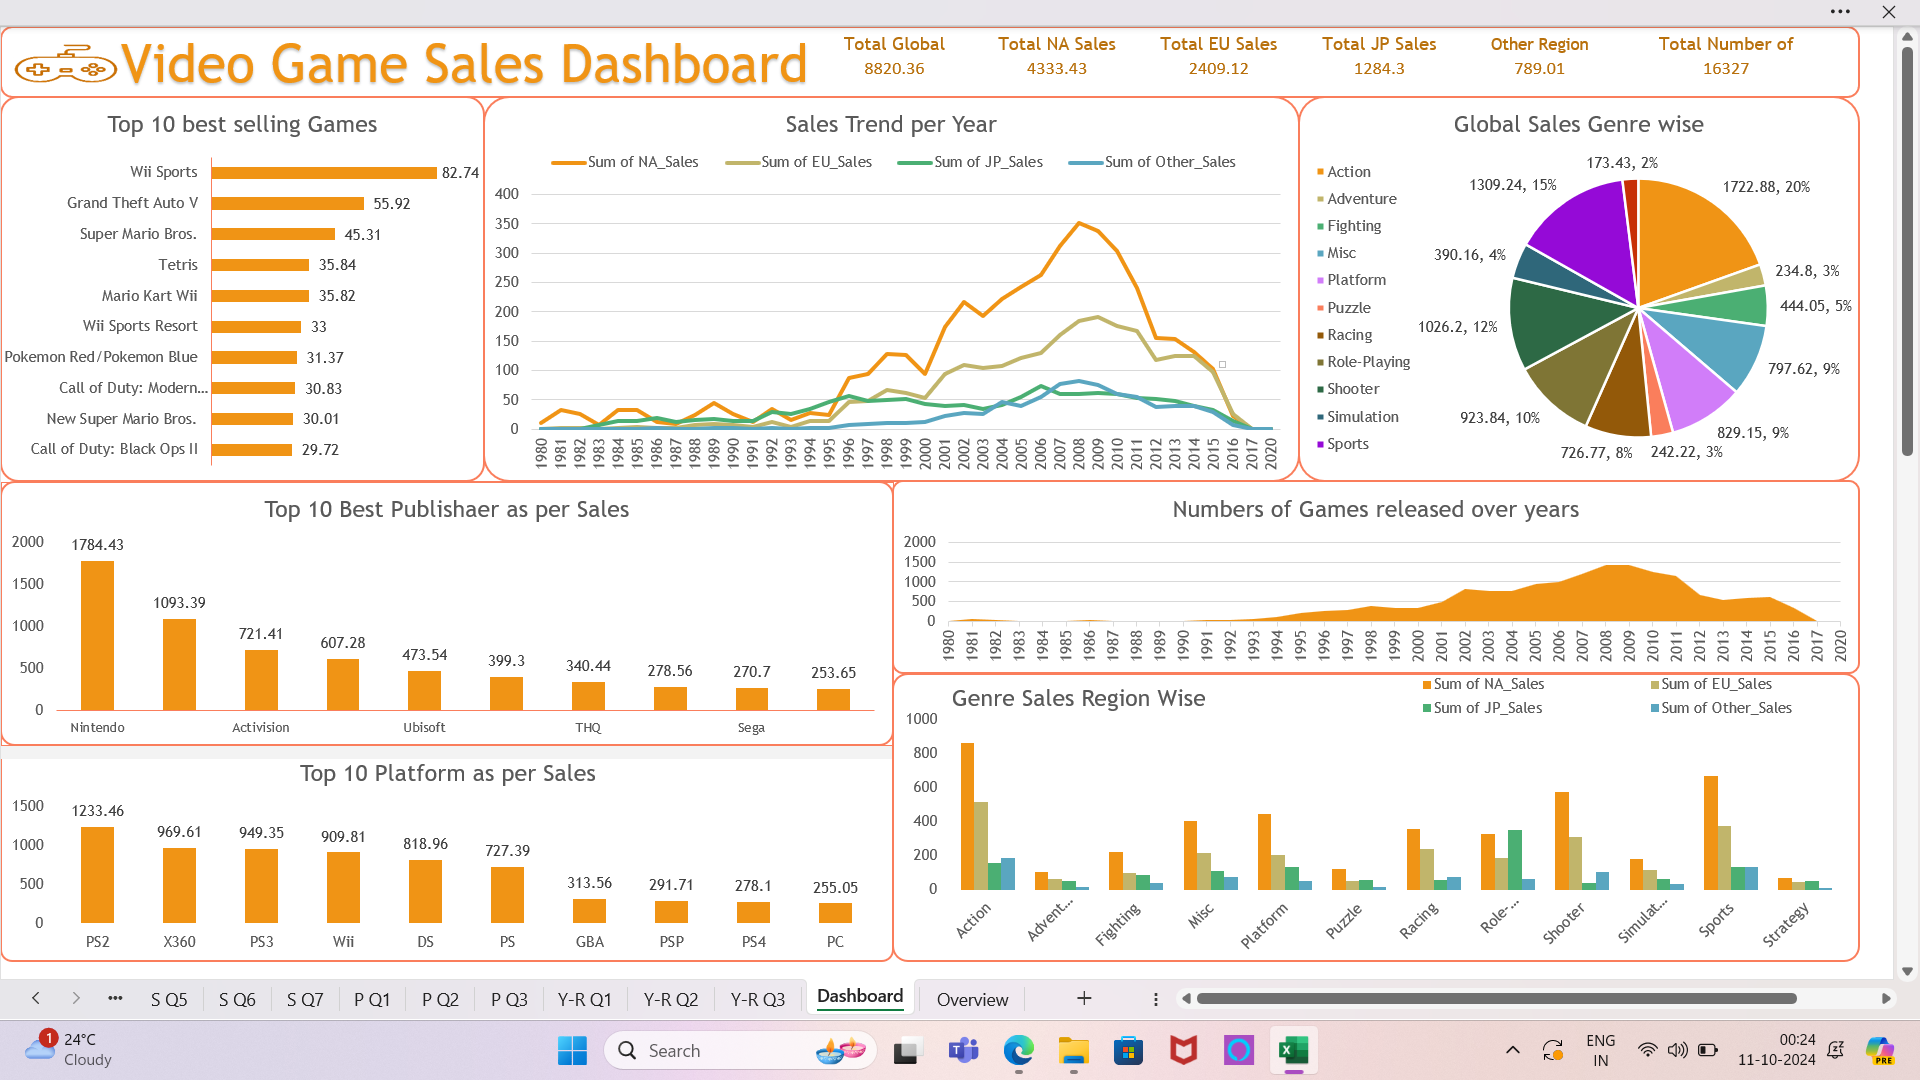 Video Game Sales Dashboard
Total Global
8820.36
Total NA Sales
4333.43
Total EU Sales
2409.12
Total JP Sales
1284.3
Other Region
789.01
Total Number of
16327
Top 10 best selling Games
Wii Sports 82.74
Grand Theft Auto V 55.92
Super Mario Bros. 45.31
Tetris 35.84
Mario Kart Wii 35.82
Wii Sports Resort 33
Pokemon Red/Pokemon Blue 31.37
Call of Duty: Modern... 30.83
New Super Mario Bros. 30.01
Call of Duty: Black Ops II 29.72
Sales Trend per Year
Sum of NA_Sales Sum of EU_Sales Sum of JP_Sales Sum of Other_Sales
400
350
300
250
200
150
100
50
0
1980 1981 1982 1983 1984 1985 1986 1987 1988 1989 1990 1991 1992 1993 1994 1995 1996 1997 1998 1999 2000 2001 2002 2003 2004 2005 2006 2007 2008 2009 2010 2011 2012 2013 2014 2015 2016 2017 2020
Global Sales Genre wise
Action
Adventure
Fighting
Misc
Platform
Puzzle
Racing
Role-Playing
Shooter
Simulation
Sports
173.43, 2%
1722.88, 20%
234.8, 3%
444.05, 5%
797.62, 9%
829.15, 9%
242.22, 3%
726.77, 8%
923.84, 10%
1026.2, 12%
390.16, 4%
1309.24, 15%
Top 10 Best Publishaer as per Sales
2000
1500
1000
500
0
1784.43 1093.39 721.41 607.28 473.54 399.3 340.44 278.56 270.7 253.65
Nintendo Activision Ubisoft THQ Sega
Numbers of Games released over years
2000
1500
1000
500
0
1980 1981 1982 1983 1984 1985 1986 1987 1988 1989 1990 1991 1992 1993 1994 1995 1996 1997 1998 1999 2000 2001 2002 2003 2004 2005 2006 2007 2008 2009 2010 2011 2012 2013 2014 2015 2016 2017 2020
Top 10 Platform as per Sales
1500
1000
500
0
1233.46 969.61 949.35 909.81 818.96 727.39 313.56 291.71 278.1 255.05
PS2 X360 PS3 Wii DS PS GBA PSP PS4 PC
Genre Sales Region Wise
Sum of NA_Sales Sum of EU_Sales
Sum of JP_Sales Sum of Other_Sales
1000
800
600
400
200
0
Action Advent... Fighting Misc Platform Puzzle Racing Role-... Shooter Simulat... Sports Strategy
S Q5 S Q6 S Q7 P Q1 P Q2 P Q3 Y-R Q1 Y-R Q2 Y-R Q3 Dashboard Overview
1
24°C
Cloudy
Search
ENG
IN
00:24
11-10-2024
PRE